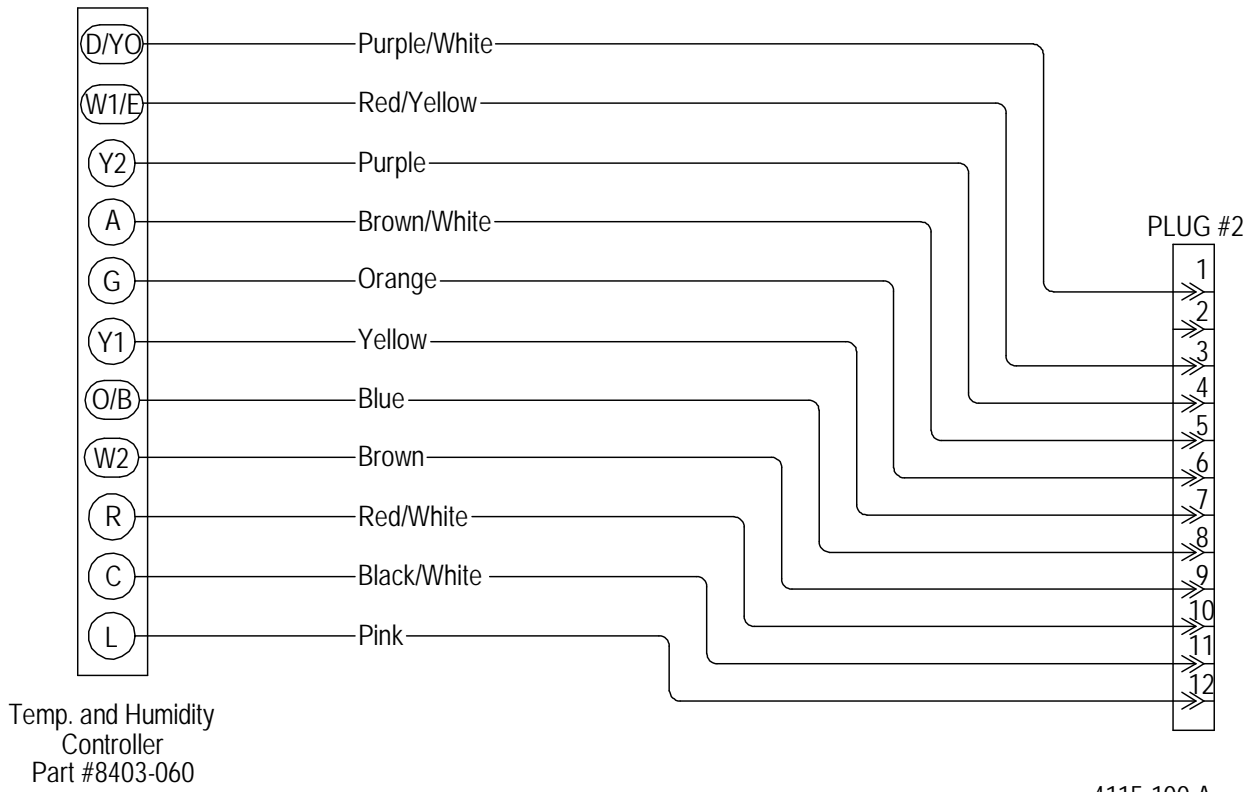 D/YO Purple/White
W1/E Red/Yellow
Y2 Purple
A Brown/White
PLUG #2
G Orange
1
2
Y1 Yellow
3
O/B Blue
4
5
W2 Brown
6
7
R Red/White
8
9
C Black/White
10
L Pink
11
12
Temp. and Humidity
Controller
Part #8403-060